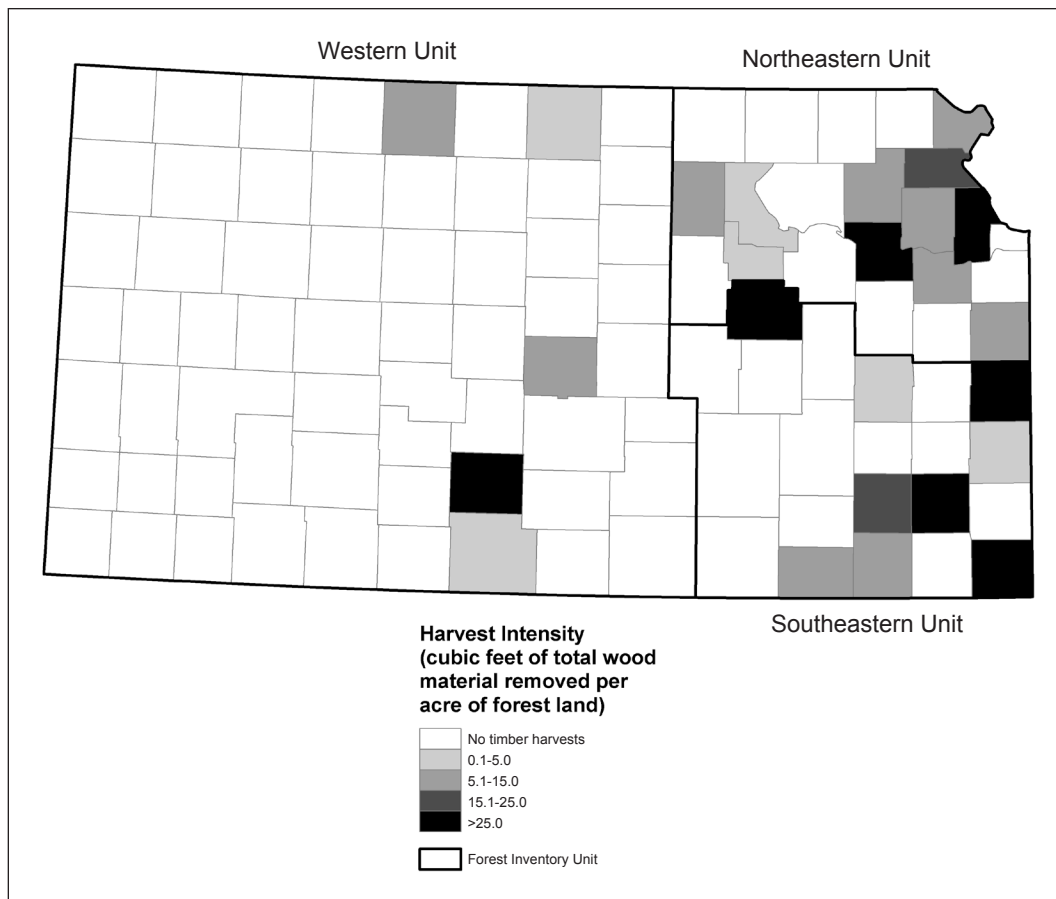 Western Unit
Northeastern Unit
Southeastern Unit
Harvest Intensity
(cubic feet of total wood
material removed per
acre of forest land)
No timber harvests
0.1-5.0
5.1-15.0
15.1-25.0
>25.0
Forest Inventory Unit